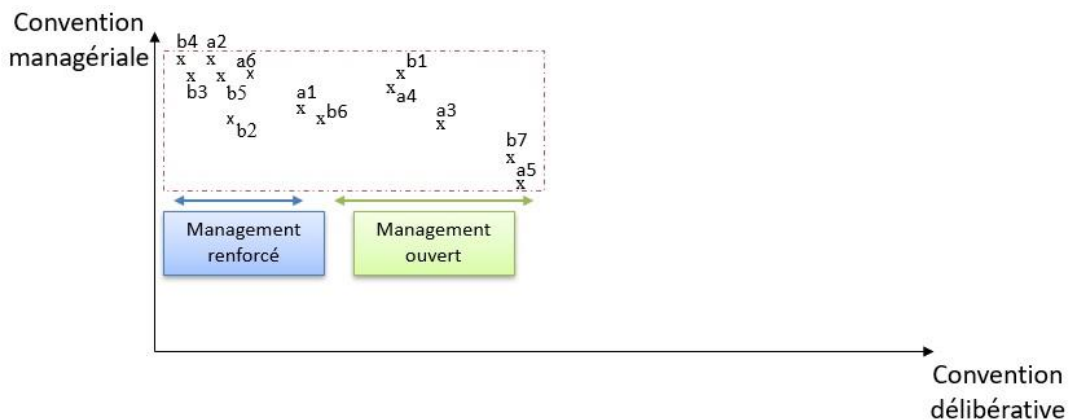 Convention
managériale
b4 a2
x x
a6
x x x
b3 b5
x
b2
a1
x
x b6
b1
x
x
a4
a3
x
b7
x
a5
x
Management
renforcé
Management
ouvert
Convention
délibérative